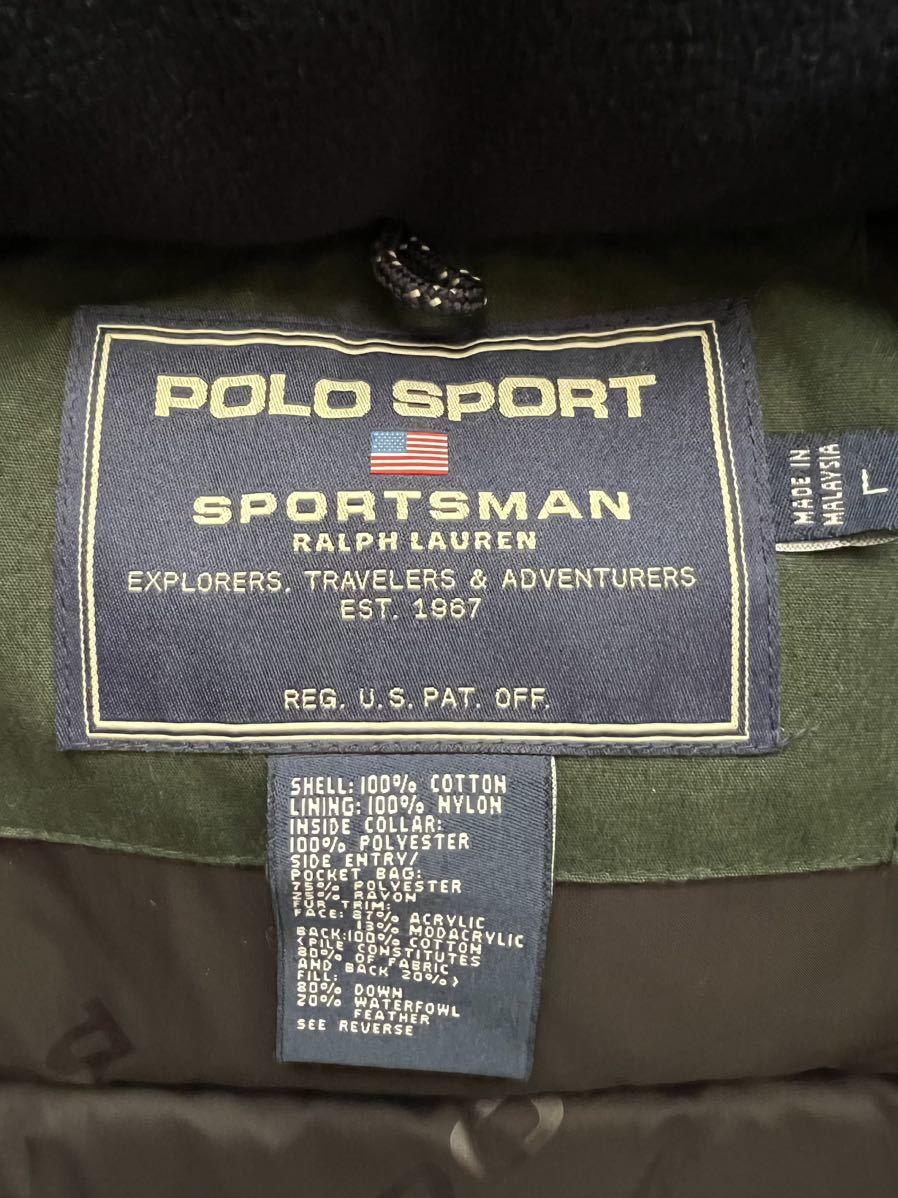 POLO SPORT
SPORTSMAN
RALPH LAUREN
EXPLORERS, TRAVELERS & ADVENTURERS
EST. 1967
REG. U.S. PAT. OFF.
MADE IN
MALAYSIA
L
SHELL: 100% COTTON
LINING: 100% NYLON
INSIDE COLLAR:
100% POLYESTER
SIDE ENTRY/
POCKET BAG:
75% POLYESTER
25% RAYON
FUR TRIM:
FACE: 87% ACRYLIC
13% MODACRYLIC
BACK:100% COTTON
<PILE CONSTITUTES
80% OF FABRIC
AND BACK 20%>
FILL:
80% DOWN
20% WATERFOWL
FEATHER
SEE REVERSE